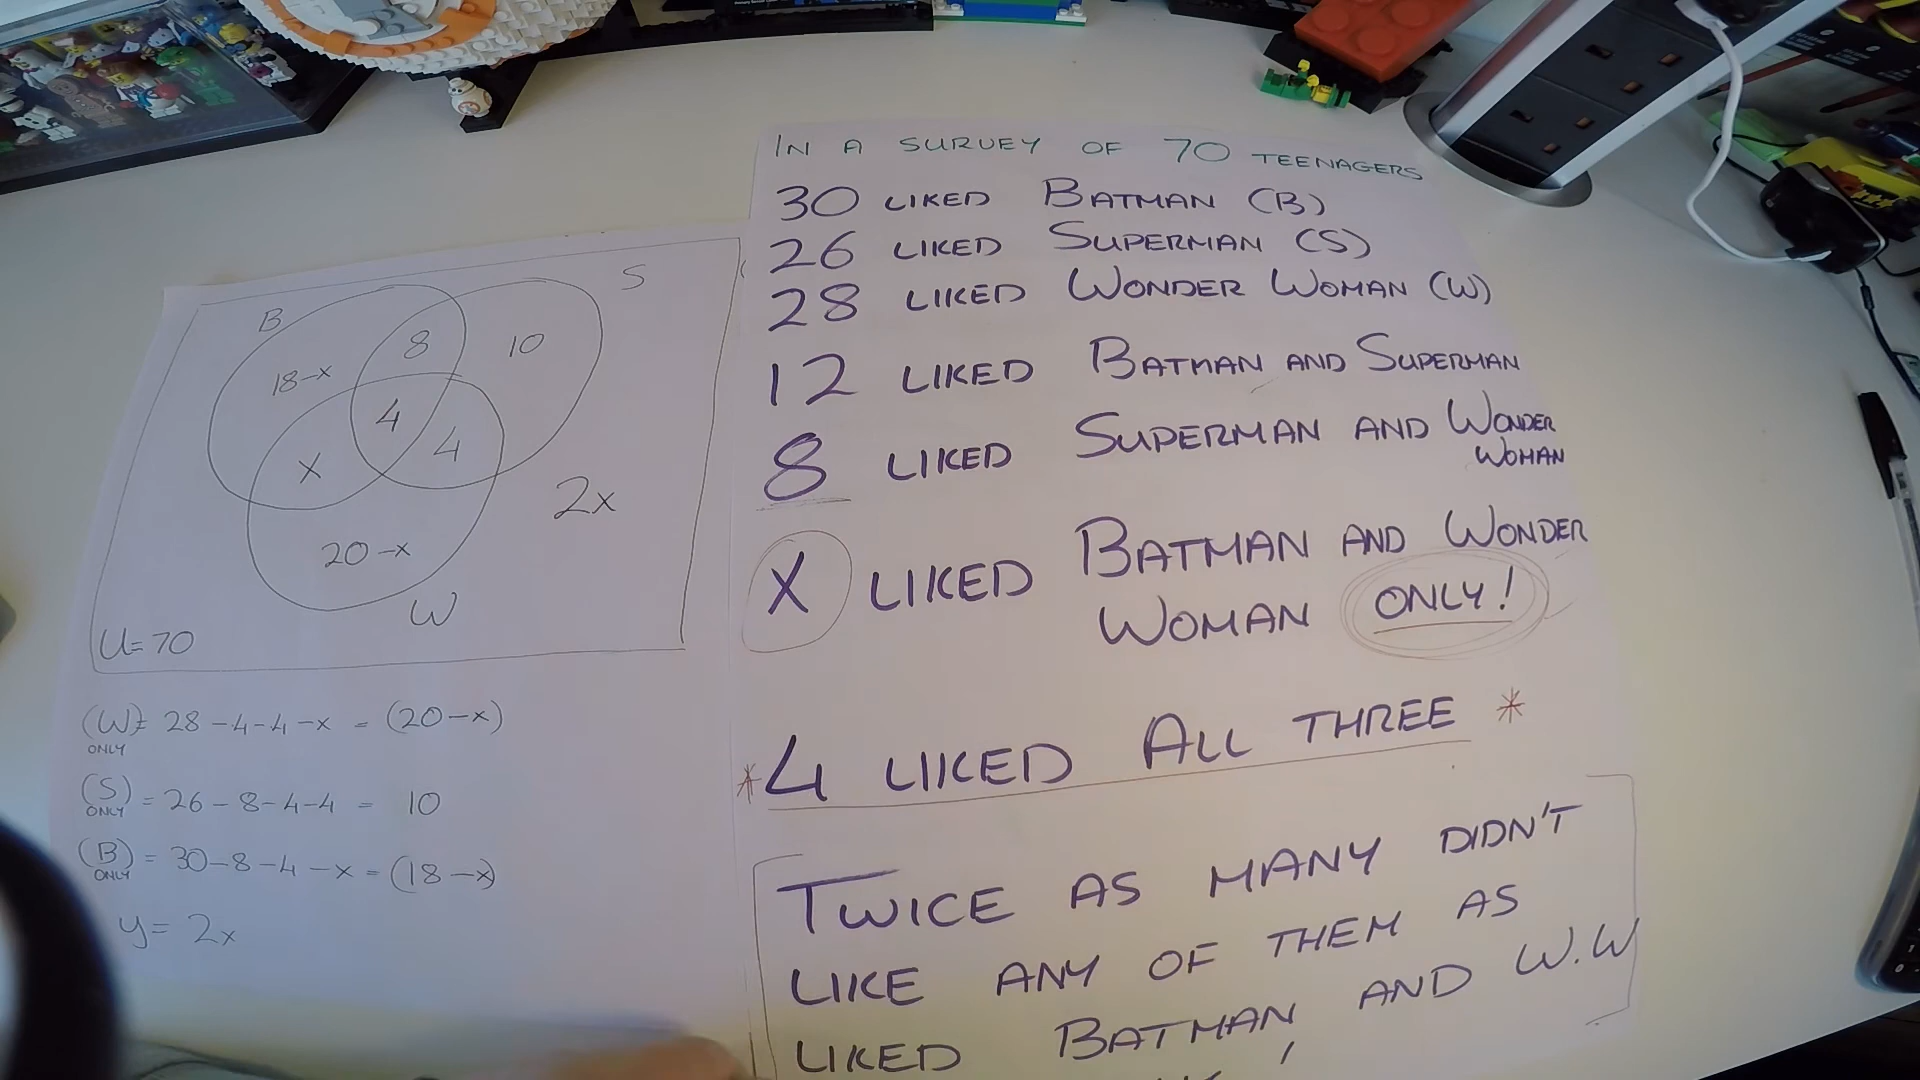 B
S
18-x
8
10
4
x
4
20-x
2x
W
U=70
(W)= 28-4-4-x = (20-x)
ONLY
(S) = 26-8-4-4 = 10
ONLY
(B) = 30-8-4-x = (18-x)
ONLY
y= 2x
IN A SURVEY OF 70 TEENAGERS
30 LIKED BATMAN (B)
26 LIKED SUPERMAN (S)
28 LIKED WONDER WOMAN (W)
12 LIKED BATMAN AND SUPERMAN
8 LIKED SUPERMAN AND WONDER
WOMAN
X LIKED BATMAN AND WONDER
WOMAN ONLY!
*4 LIKED ALL THREE *
TWICE AS MANY DIDN'T
LIKE ANY OF THEM AS
LIKED BATMAN AND W.W